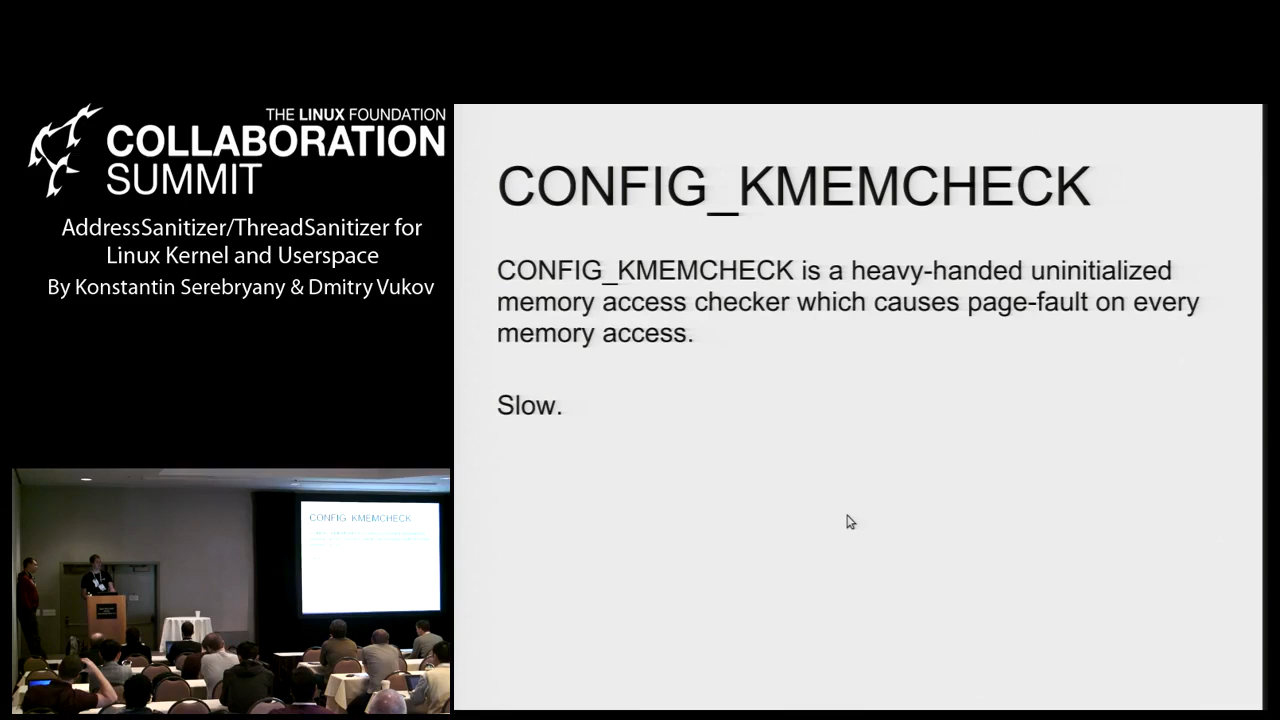 THE LINUX FOUNDATION
COLLABORATION
SUMMIT
AddressSanitizer/ThreadSanitizer for
Linux Kernel and Userspace
By Konstantin Serebryany & Dmitry Vukov
CONFIG_KMEMCHECK
CONFIG_KMEMCHECK is a heavy-handed uninitialized
memory access checker which causes page-fault on every
memory access.
Slow.
CONFIG_KMEMCHECK